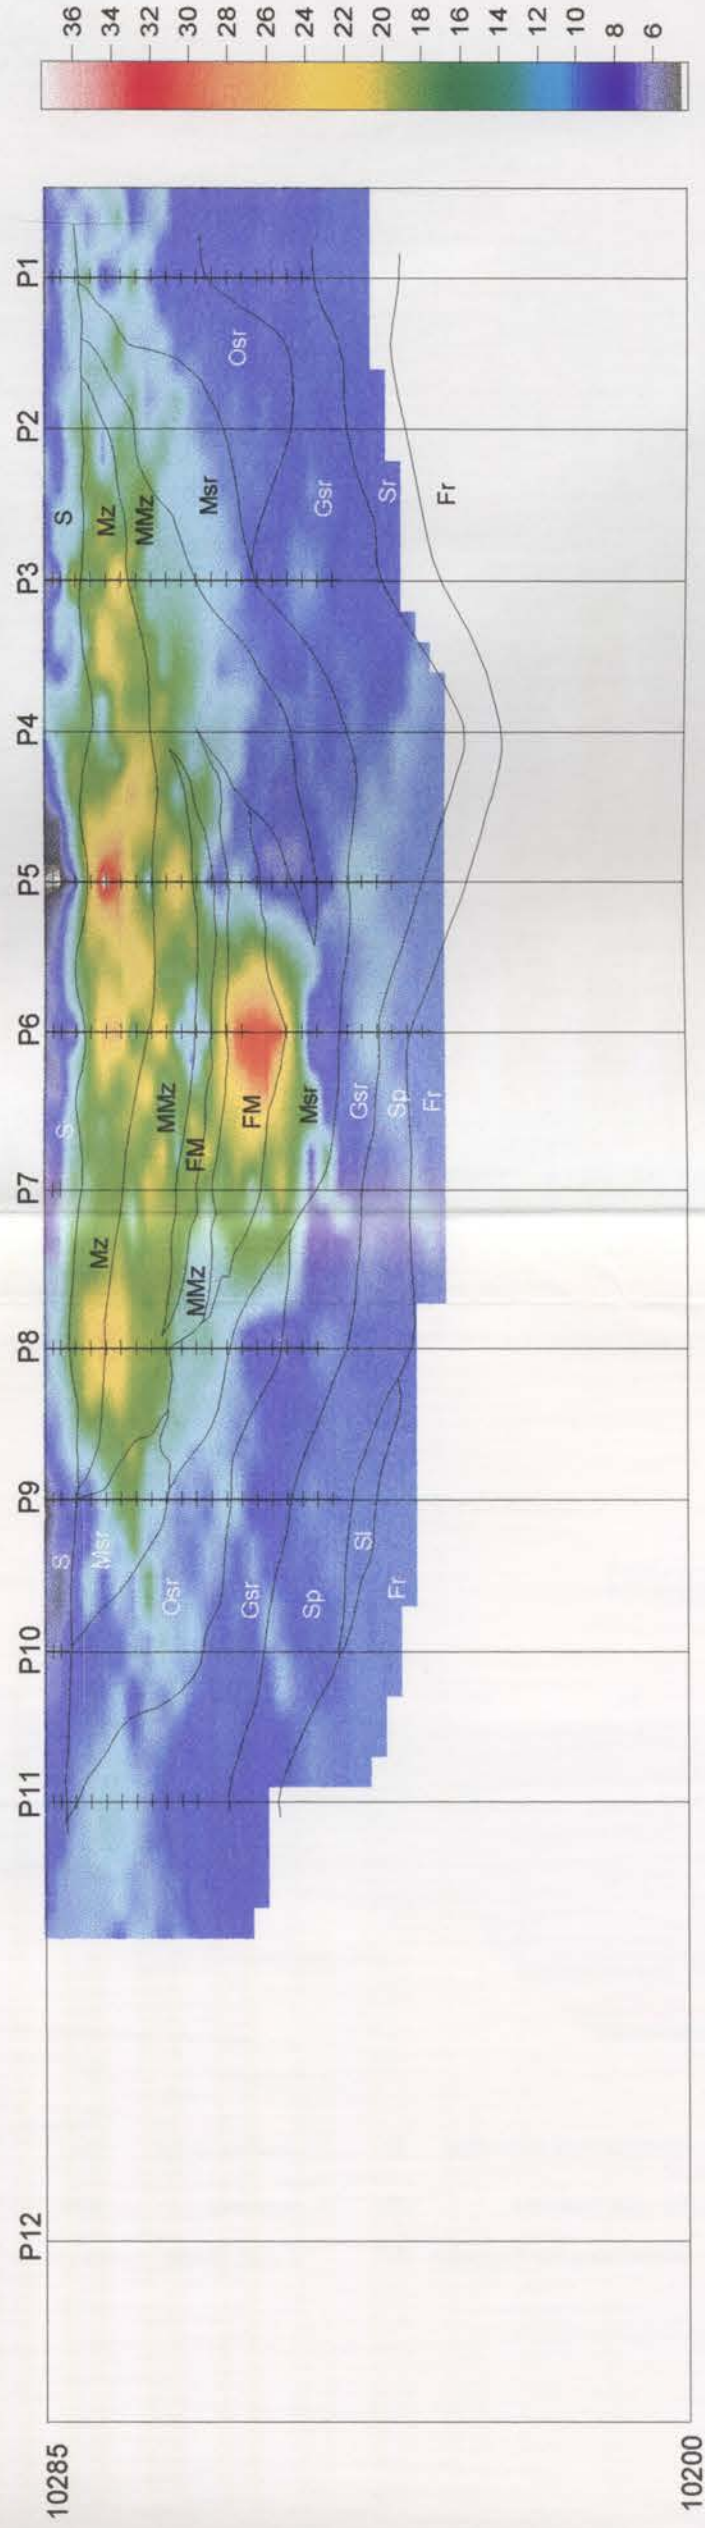 P12 P11 P10 P9 P8 P7 P6 P5 P4 P3 P2 P1
10285
S S S
Msr Mz Mz
MMz
Osr MMz
MMz FM Msr
Gsr FM Osr
Sp Msr Gsr
Sl Gsr
Fr Sp Sr
Fr Fr
10200
36
34
32
30
28
26
24
22
20
18
16
14
12
10
8
6